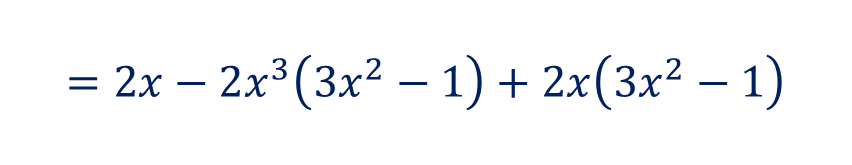 = 2x − 2x³(3x² − 1) + 2x(3x² − 1)